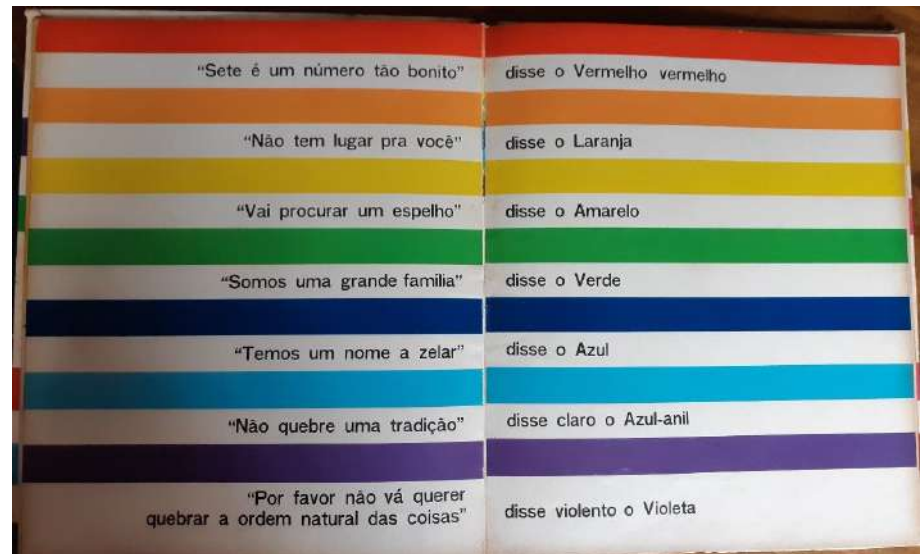 “Sete é um número tão bonito” disse o Vermelho vermelho
“Não tem lugar pra você” disse o Laranja
“Vai procurar um espelho” disse o Amarelo
“Somos uma grande família” disse o Verde
“Temos um nome a zelar” disse o Azul
“Não quebre uma tradição” disse claro o Azul-anil
“Por favor não vá querer
quebrar a ordem natural das coisas” disse violento o Violeta